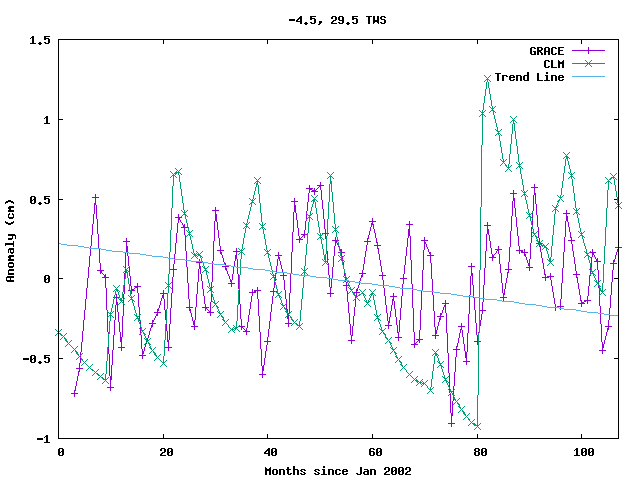 -4.5, 29.5 TWS
GRACE
CLM
Trend Line
1.5
1
0.5
0
-0.5
-1
Anomaly (cm)
0 20 40 60 80 100
Months since Jan 2002